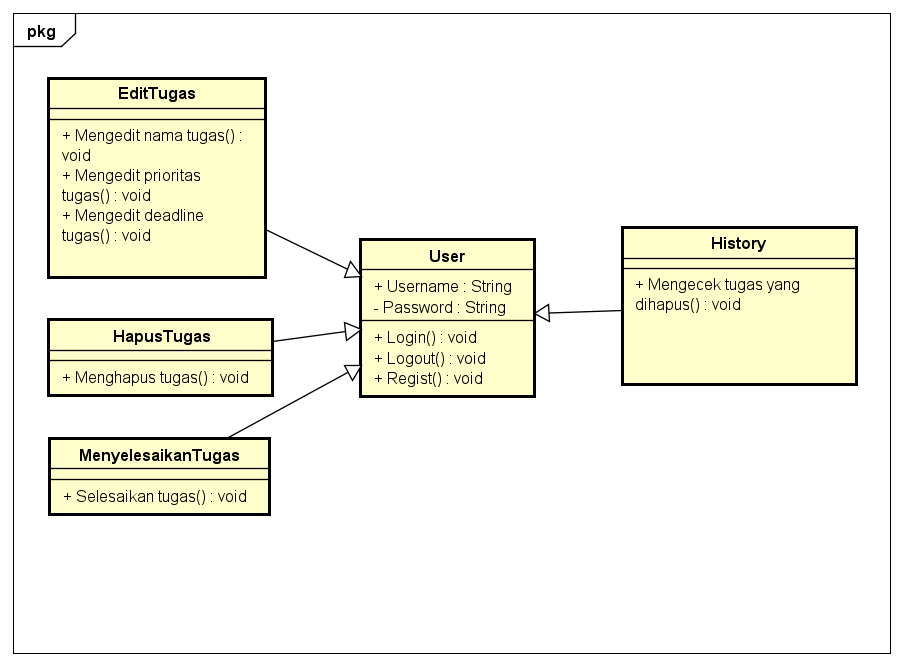 pkg
EditTugas
+ Mengedit nama tugas() :
void
+ Mengedit prioritas
tugas() : void
+ Mengedit deadline
tugas() : void
HapusTugas
+ Menghapus tugas() : void
MenyelesaikanTugas
+ Selesaikan tugas() : void
User
+ Username : String
- Password : String
+ Login() : void
+ Logout() : void
+ Regist() : void
History
+ Mengecek tugas yang
dihapus() : void